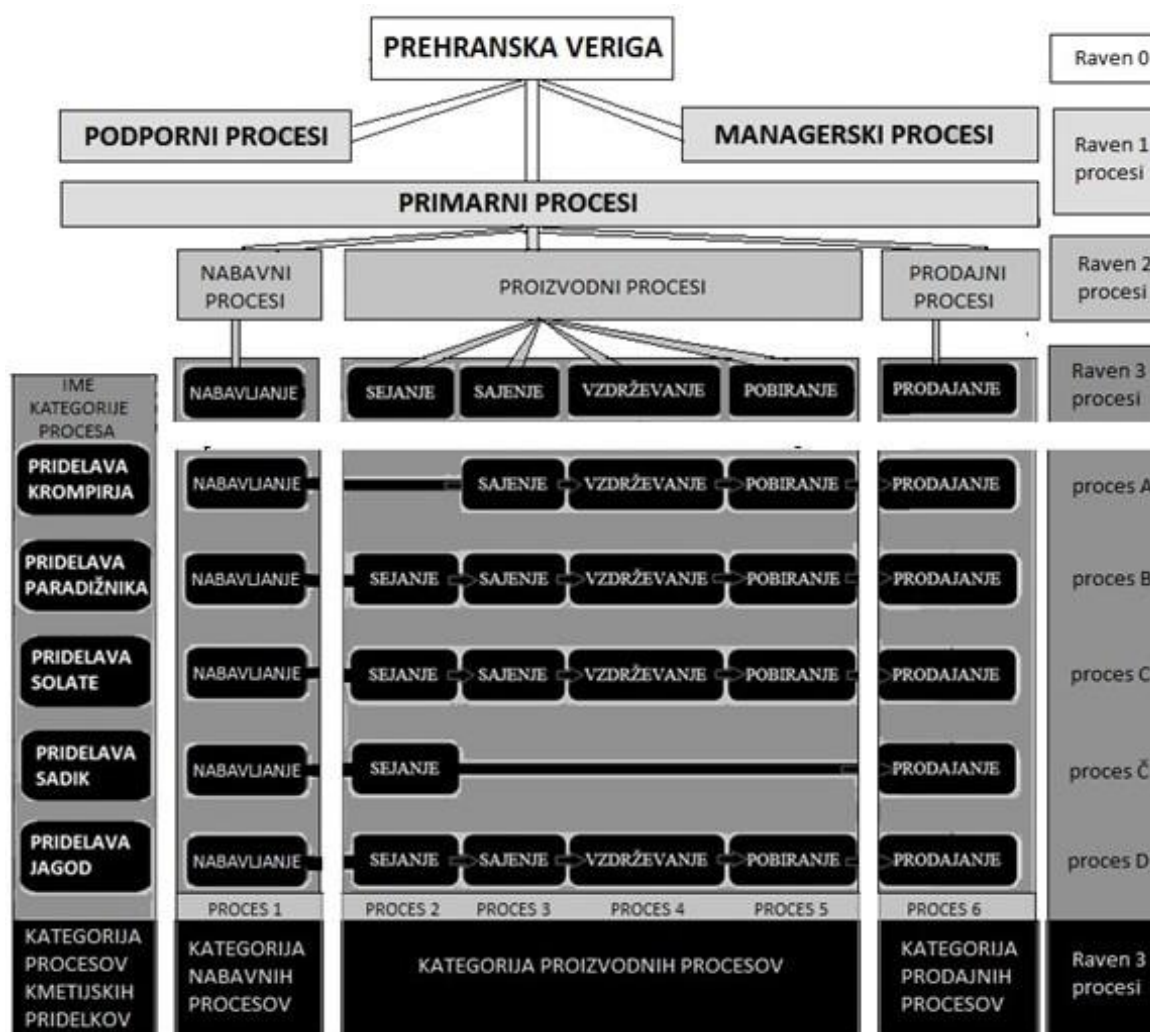 PREHRANSKA VERIGA
Raven 0
PODPORNI PROCESI
MANAGERSKI PROCESI
Raven 1
procesi
PRIMARNI PROCESI
NABAVNI
PROCESI
PROIZVODNI PROCESI
PRODAJNI
PROCESI
Raven 2
procesi
IME
KATEGORIJE
PROCESA
NABAVLJANJE
SEJANJE
SAJENJE
VZDRŽEVANJE
POBIRANJE
PRODAJANJE
Raven 3
procesi
PRIDELAVA
KROMPIRJA
NABAVLJANJE
SAJENJE
VZDRŽEVANJE
POBIRANJE
PRODAJANJE
proces A
PRIDELAVA
PARADIŽNIKA
NABAVLJANJE
SEJANJE
SAJENJE
VZDRŽEVANJE
POBIRANJE
PRODAJANJE
proces B
PRIDELAVA
SOLATE
NABAVLJANJE
SEJANJE
SAJENJE
VZDRŽEVANJE
POBIRANJE
PRODAJANJE
proces C
PRIDELAVA
SADIK
NABAVLJANJE
SEJANJE
PRODAJANJE
proces Č
PRIDELAVA
JAGOD
NABAVLJANJE
SEJANJE
SAJENJE
VZDRŽEVANJE
POBIRANJE
PRODAJANJE
proces D
PROCES 1
PROCES 2
PROCES 3
PROCES 4
PROCES 5
PROCES 6
KATEGORIJA
PROCESOV
KMETIJSKIH
PRIDELKOV
KATEGORIJA
NABAVNIH
PROCESOV
KATEGORIJA PROIZVODNIH PROCESOV
KATEGORIJA
PRODAJNIH
PROCESOV
Raven 3
procesi